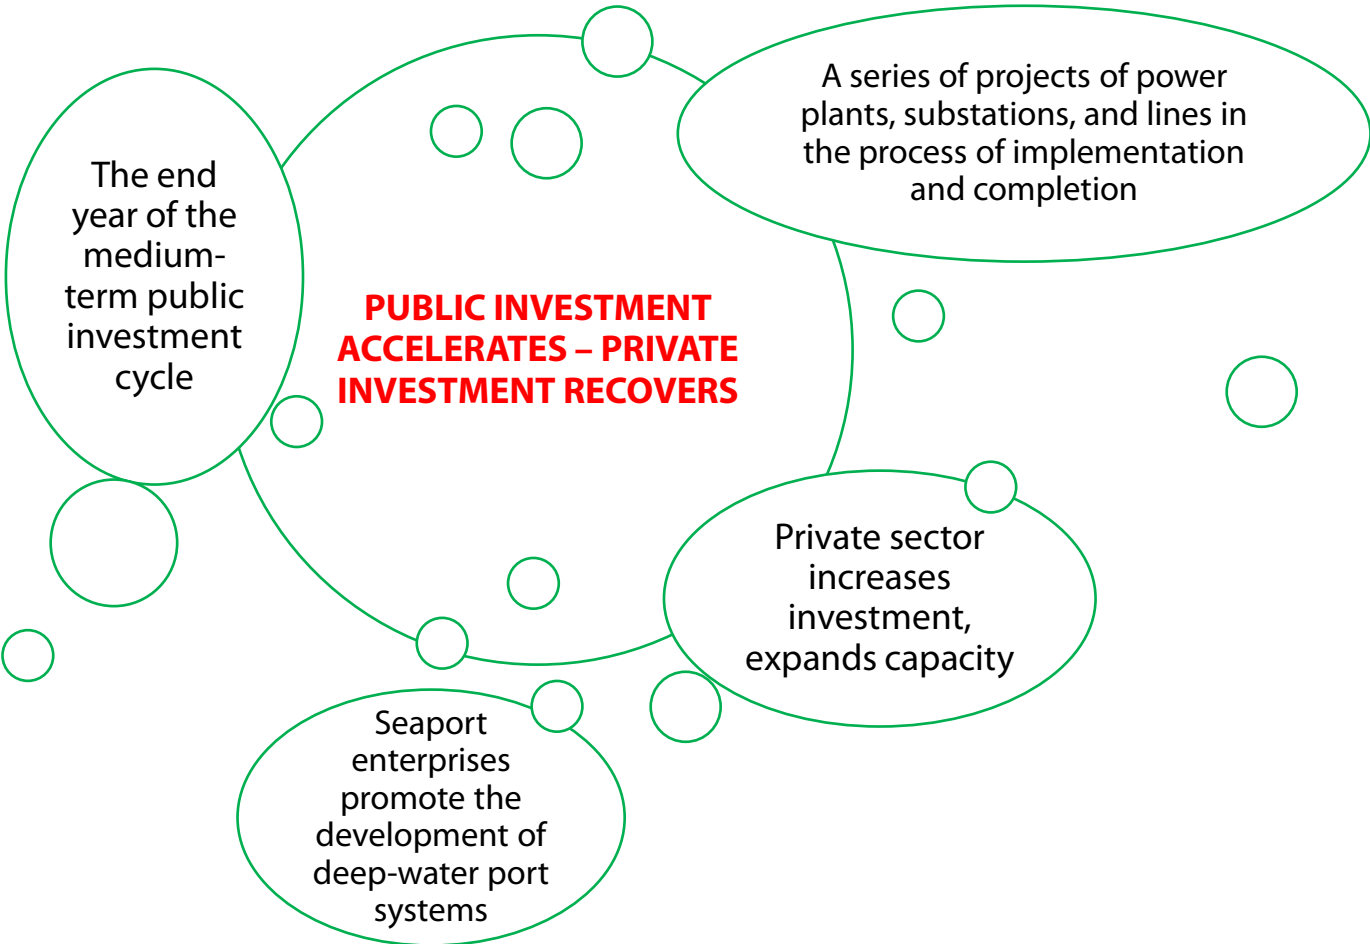 A series of projects of power
plants, substations, and lines in
the process of implementation
and completion
The end
year of the
medium-
term public
investment
cycle
PUBLIC INVESTMENT
ACCELERATES – PRIVATE
INVESTMENT RECOVERS
Private sector
increases
investment,
expands capacity
Seaport
enterprises
promote the
development of
deep-water port
systems